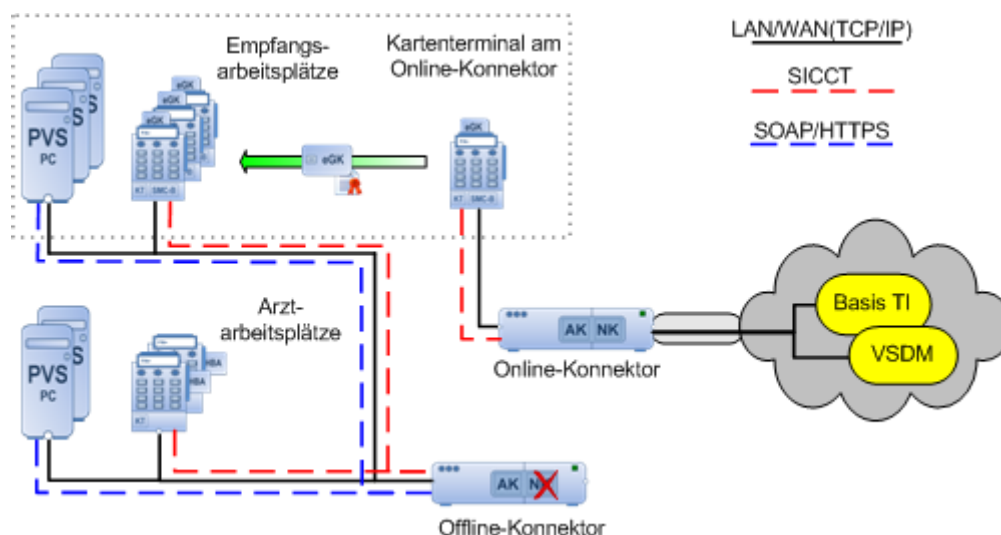 Empfangs-
arbeitsplätze
Kartenterminal am
Online-Konnektor
LAN/WAN(TCP/IP)
SICCT
SOAP/HTTPS
PVS
PC
eGK
eGK
eGK
KT SMC-B
eGK
eGK
KT SMC-B
Arzt-
arbeitsplätze
PVS
PC
HBA
HBA
KT
AK NK
Online-Konnektor
Basis TI
VSDM
AK
Offline-Konnektor